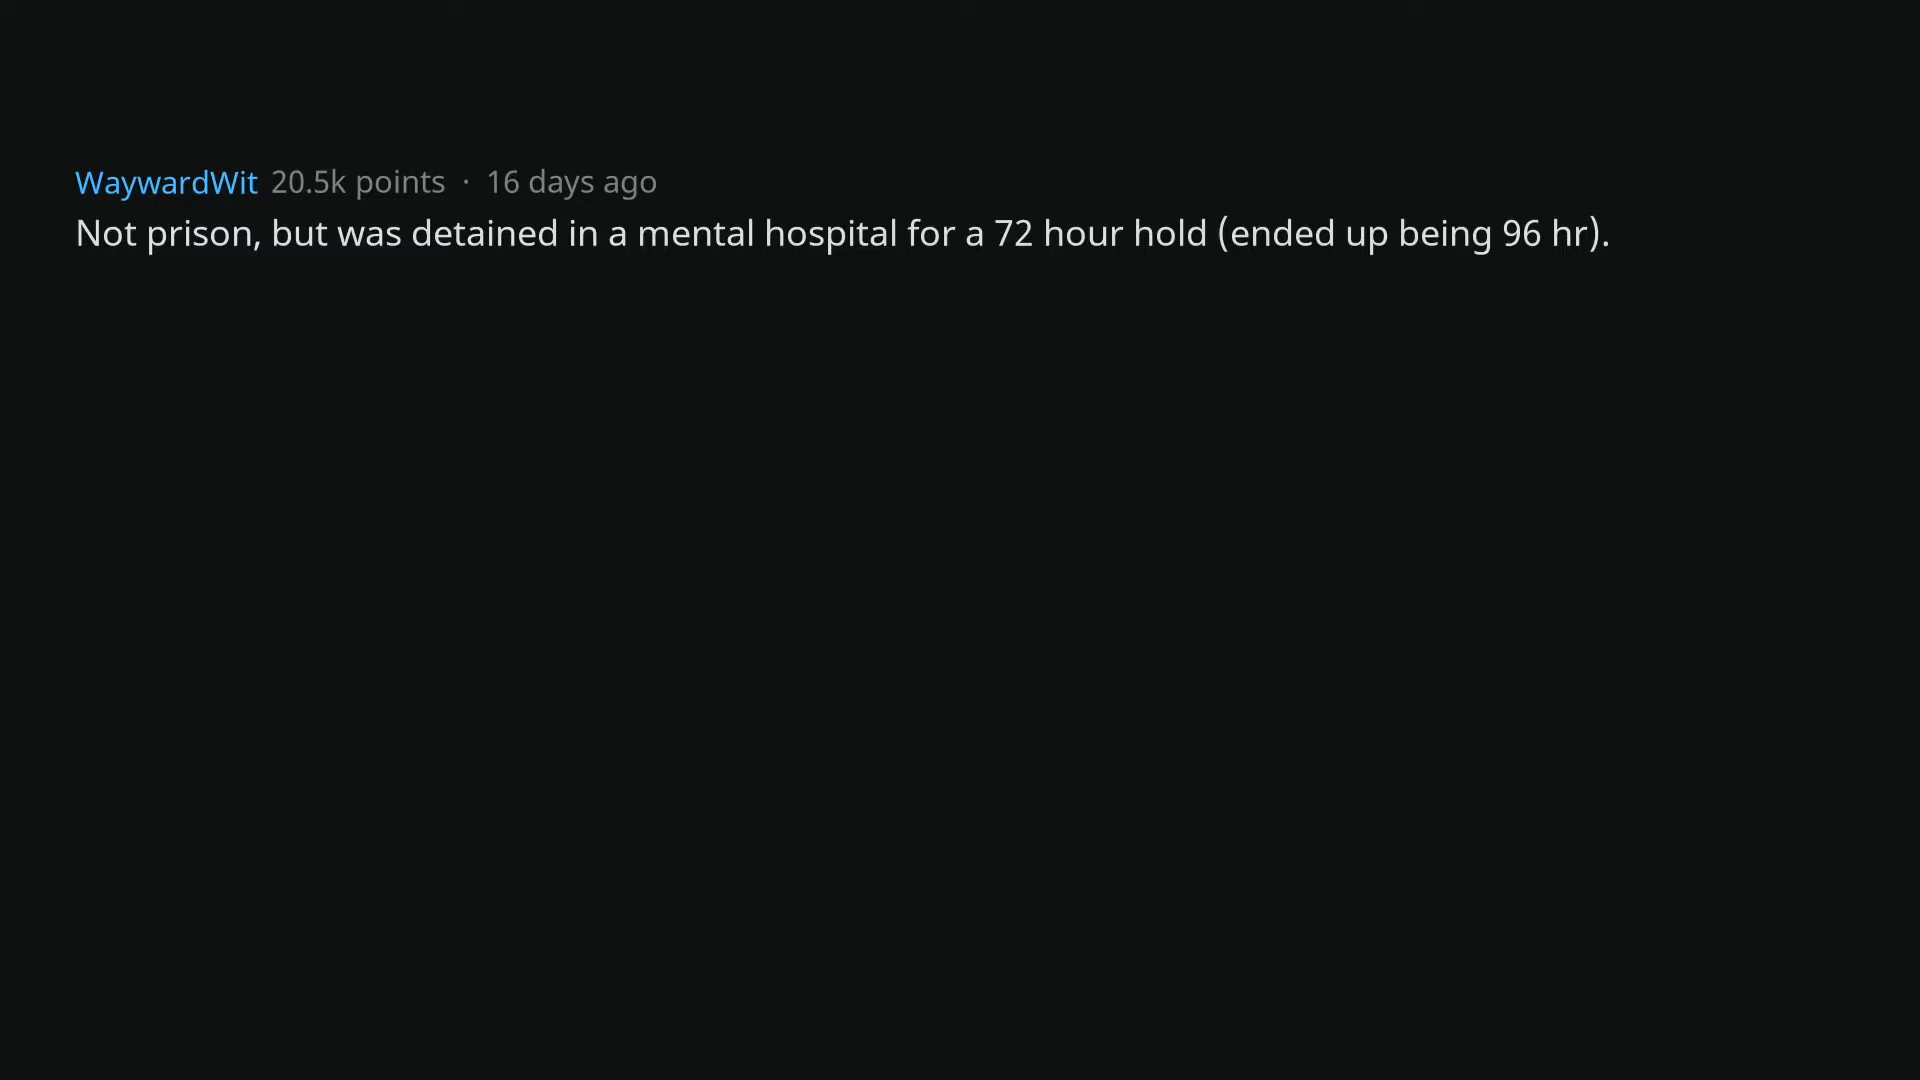 WaywardWit 20.5k points · 16 days ago
Not prison, but was detained in a mental hospital for a 72 hour hold (ended up being 96 hr).